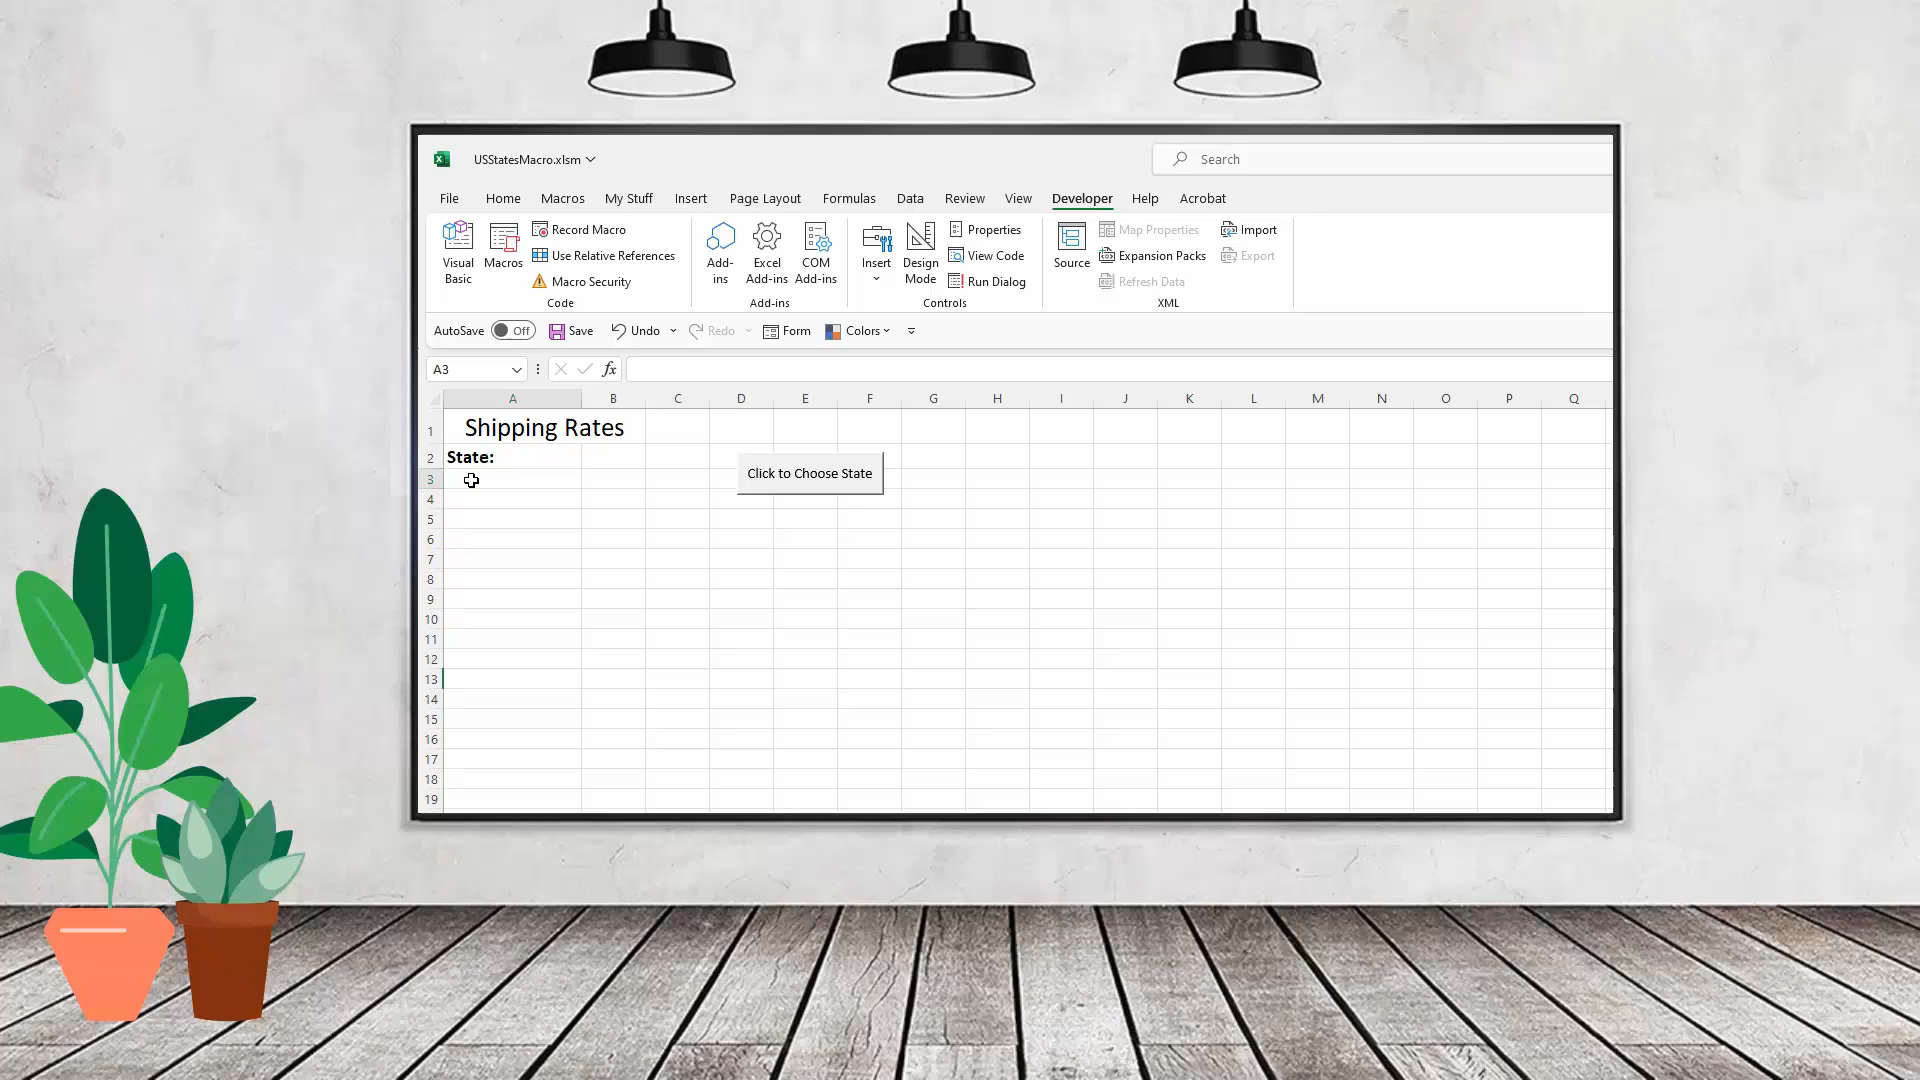 USStatesMacro.xlsm
Search
File Home Macros My Stuff Insert Page Layout Formulas Data Review View Developer Help Acrobat
Visual Basic
Macros
Record Macro
Use Relative References
Macro Security
Code
Add-ins
Excel Add-ins
COM Add-ins
Add-ins
Insert
Design Mode
Properties
View Code
Run Dialog
Controls
Source
Map Properties
Expansion Packs
Refresh Data
Import
Export
XML
AutoSave Off Save Undo Redo Form Colors
A3 fx
A B C D E F G H I J K L M N O P Q
1 Shipping Rates
2 State:
Click to Choose State
3
4
5
6
7
8
9
10
11
12
13
14
15
16
17
18
19